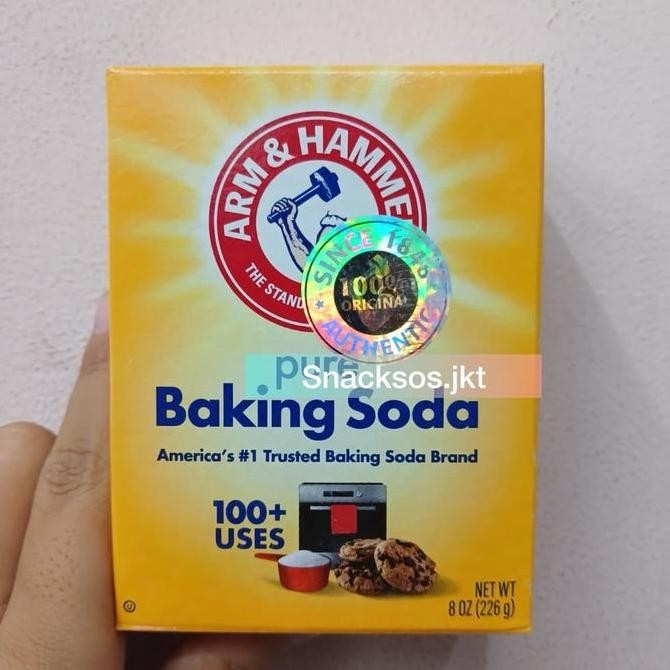 ARM & HAMME
THE STAND
SINCE 1846
100%
ORIGINAL
AUTHENTIC
pure
Snacksos.jkt
Baking Soda
America's #1 Trusted Baking Soda Brand
100+
USES
NET WT
8 OZ (226 g)
U